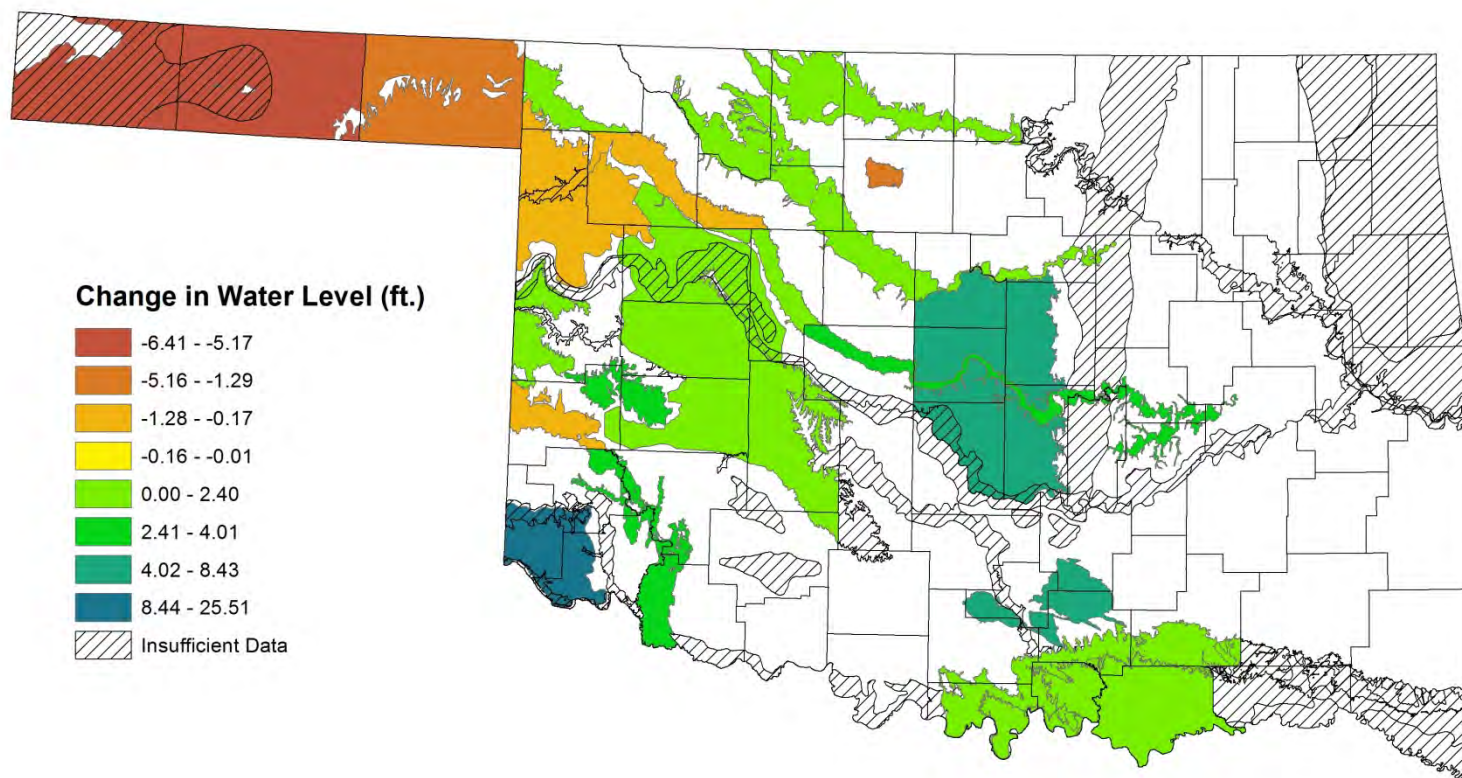 Change in Water Level (ft.)
-6.41 - -5.17
-5.16 - -1.29
-1.28 - -0.17
-0.16 - -0.01
0.00 - 2.40
2.41 - 4.01
4.02 - 8.43
8.44 - 25.51
Insufficient Data